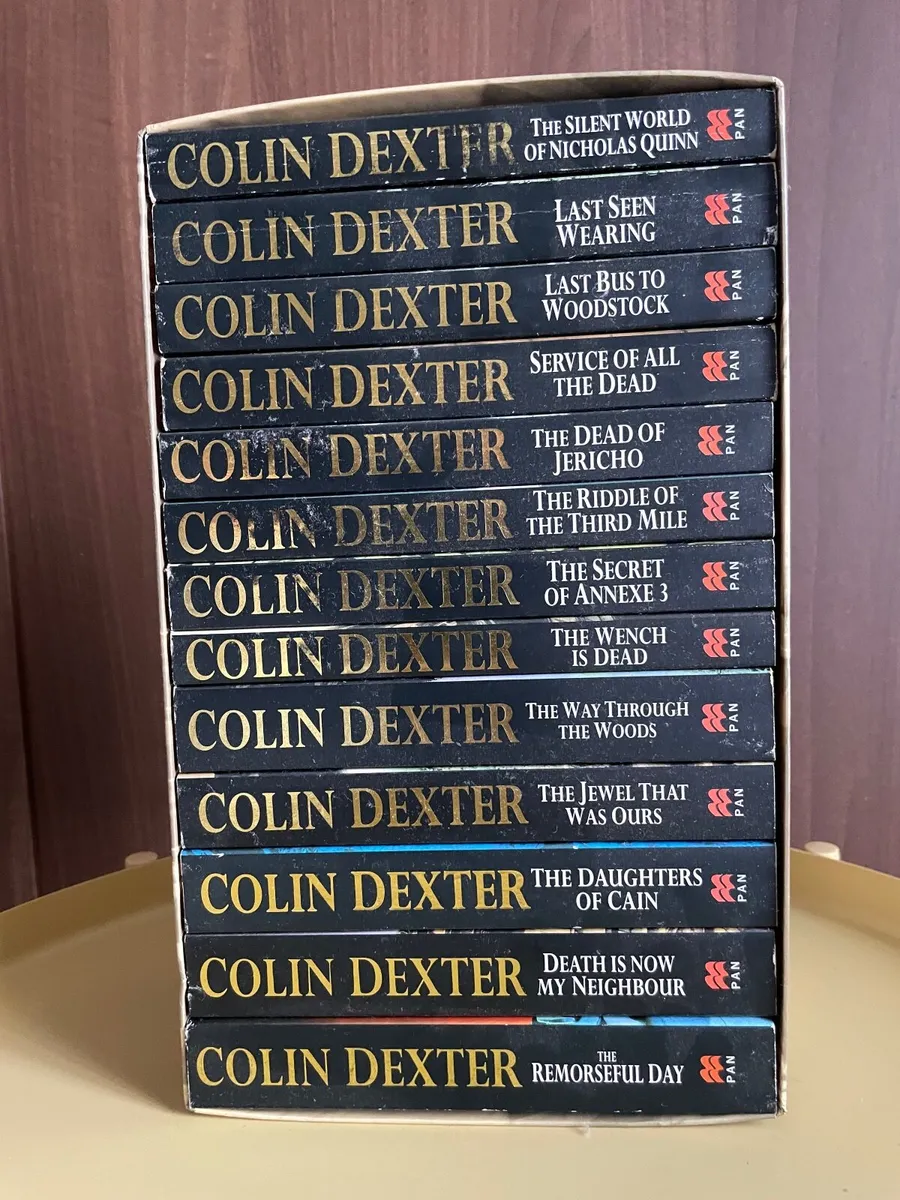 COLIN DEXTER
THE SILENT WORLD
OF NICHOLAS QUINN
PAN
COLIN DEXTER
LAST SEEN
WEARING
PAN
COLIN DEXTER
LAST BUS TO
WOODSTOCK
PAN
COLIN DEXTER
SERVICE OF ALL
THE DEAD
PAN
COLIN DEXTER
THE DEAD OF
JERICHO
PAN
COLIN DEXTER
THE RIDDLE OF
THE THIRD MILE
PAN
COLIN DEXTER
THE SECRET
OF ANNEXE 3
PAN
COLIN DEXTER
THE WENCH
IS DEAD
PAN
COLIN DEXTER
THE WAY THROUGH
THE WOODS
PAN
COLIN DEXTER
THE JEWEL THAT
WAS OURS
PAN
COLIN DEXTER
THE DAUGHTERS
OF CAIN
PAN
COLIN DEXTER
DEATH IS NOW
MY NEIGHBOUR
PAN
COLIN DEXTER
THE
REMORSEFUL DAY
PAN